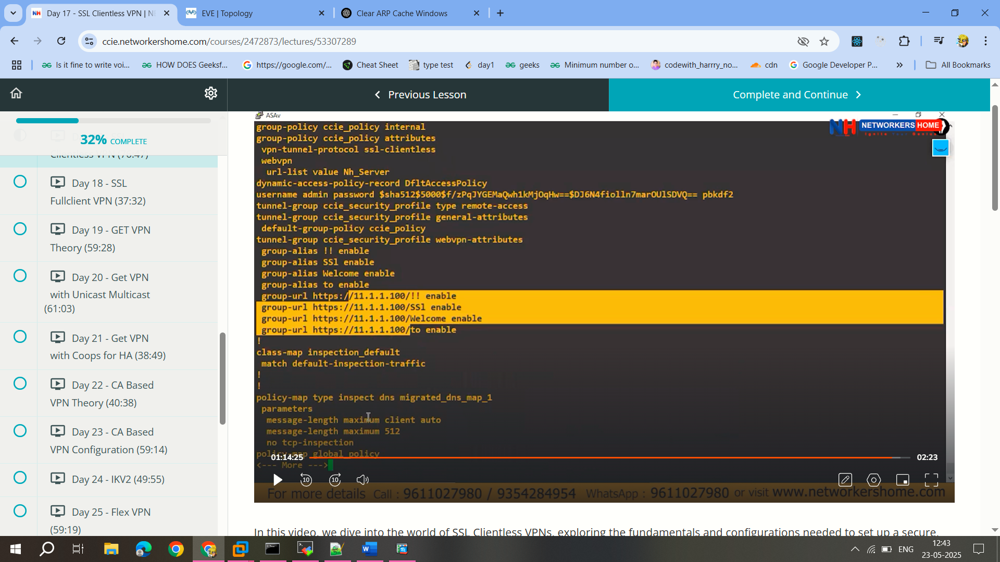 Day 17 - SSL Clientless VPN | N
EVE | Topology
Clear ARP Cache Windows
ccie.networkershome.com/courses/2472873/lectures/53307289
Is it fine to write voi...
HOW DOES Geeksf...
https://google.com/...
Cheat Sheet
type test
day1
geeks
Minimum number o...
codewith_harrry_no...
cdn
Google Developer P...
All Bookmarks
Previous Lesson
Complete and Continue
32% COMPLETE
Clientless VPN (76:47)
Day 18 - SSL
Fullclient VPN (37:32)
Day 19 - GET VPN
Theory (59:28)
Day 20 - Get VPN
with Unicast Multicast
(61:03)
Day 21 - Get VPN
with Coops for HA (38:49)
Day 22 - CA Based
VPN Theory (40:38)
Day 23 - CA Based
VPN Configuration (59:14)
Day 24 - IKV2 (49:55)
Day 25 - Flex VPN
(59:19)
ASAv
NH NETWORKERS HOME
Ignite Your Genius
group-policy ccie_policy internal
group-policy ccie_policy attributes
vpn-tunnel-protocol ssl-clientless
webvpn
url-list value Nh_Server
dynamic-access-policy-record DfltAccessPolicy
username admin password $sha512$5000$f/zPqJYGEMaQwh1kMjOqHw==$DJ6N4fiolln7marOUlSDVQ== pbkdf2
tunnel-group ccie_security_profile type remote-access
tunnel-group ccie_security_profile general-attributes
default-group-policy ccie_policy
tunnel-group ccie_security_profile webvpn-attributes
group-alias !! enable
group-alias SSl enable
group-alias Welcome enable
group-alias to enable
group-url https://11.1.1.100/!! enable
group-url https://11.1.1.100/SSl enable
group-url https://11.1.1.100/Welcome enable
group-url https://11.1.1.100/to enable
!
class-map inspection_default
match default-inspection-traffic
!
!
policy-map type inspect dns migrated_dns_map_1
parameters
message-length maximum client auto
message-length maximum 512
no tcp-inspection
policy-map global_policy
<--- More --->
01:14:25
02:23
10
10
For more details Call : 9611027980 / 9354284954 WhatsApp : 9611027980 or visit www.networkershome.com
In this video, we dive into the world of SSL Clientless VPNs, exploring the fundamentals and configurations needed to set up a secure,
ENG
12:43
23-05-2025